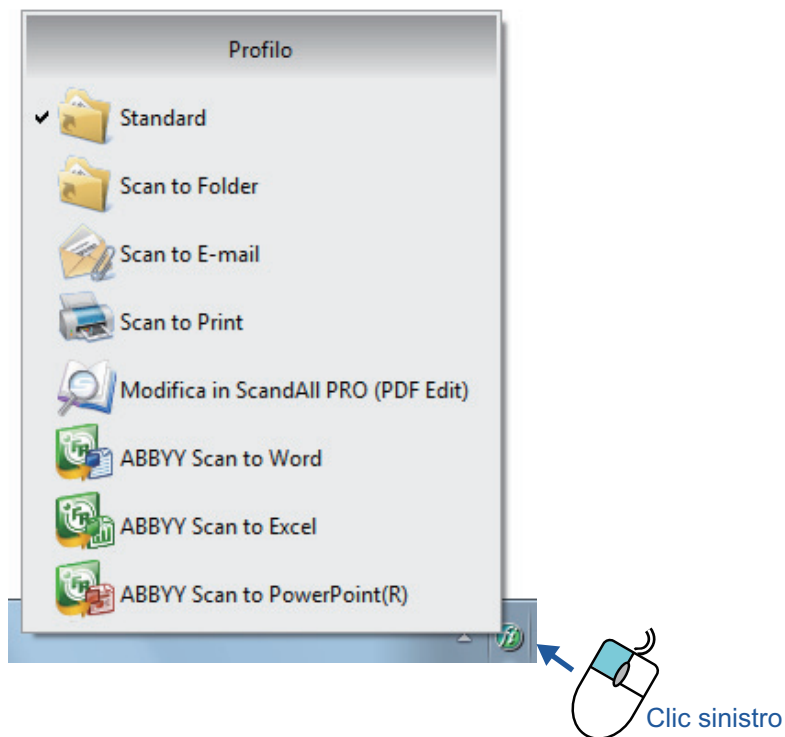 Profilo
Standard
Scan to Folder
Scan to E-mail
Scan to Print
Modifica in ScandAll PRO (PDF Edit)
ABBYY Scan to Word
ABBYY Scan to Excel
ABBYY Scan to PowerPoint(R)
fi
Clic sinistro